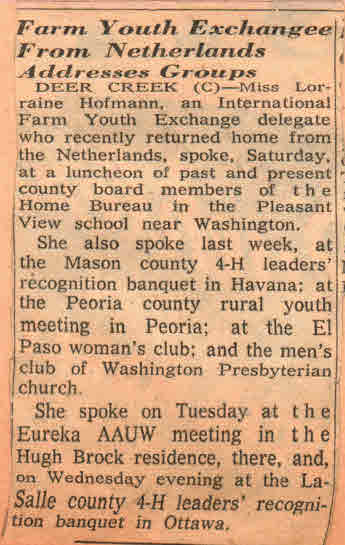 Farm Youth Exchangee
From Netherlands
Addresses Groups
DEER CREEK (C)—Miss Lor-
raine Hofmann, an International
Farm Youth Exchange delegate
who recently returned home from
the Netherlands, spoke, Saturday,
at a luncheon of past and present
county board members of the
Home Bureau in the Pleasant
View school near Washington.
She also spoke last week, at
the Mason county 4-H leaders'
recognition banquet in Havana; at
the Peoria county rural youth
meeting in Peoria; at the El
Paso woman's club; and the men's
club of Washington Presbyterian
church.
She spoke on Tuesday at the
Eureka AAUW meeting in the
Hugh Brock residence, there, and,
on Wednesday evening at the La-
Salle county 4-H leaders' recogni-
tion banquet in Ottawa.